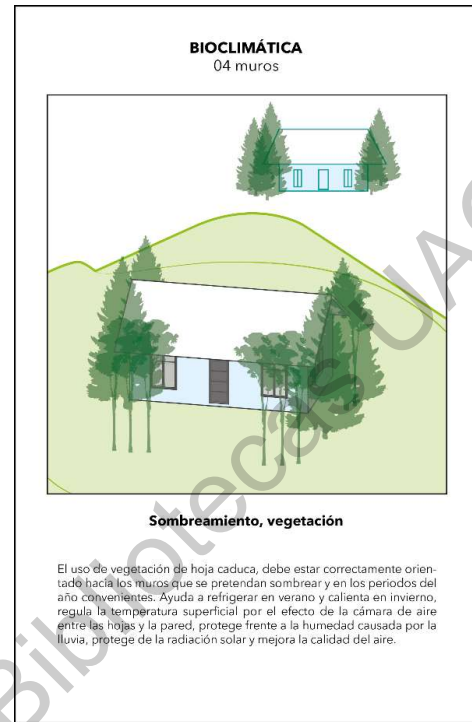 BIOCLIMÁTICA
04 muros
Sombreamiento, vegetación
El uso de vegetación de hoja caduca, debe estar correctamente orien-
tado hacia los muros que se pretendan sombrear y en los periodos del
año convenientes. Ayuda a refrigerar en verano y calienta en invierno,
regula la temperatura superficial por el efecto de la cámara de aire
entre las hojas y la pared, protege frente a la humedad causada por la
lluvia, protege de la radiación solar y mejora la calidad del aire.
Bibliotecas UA